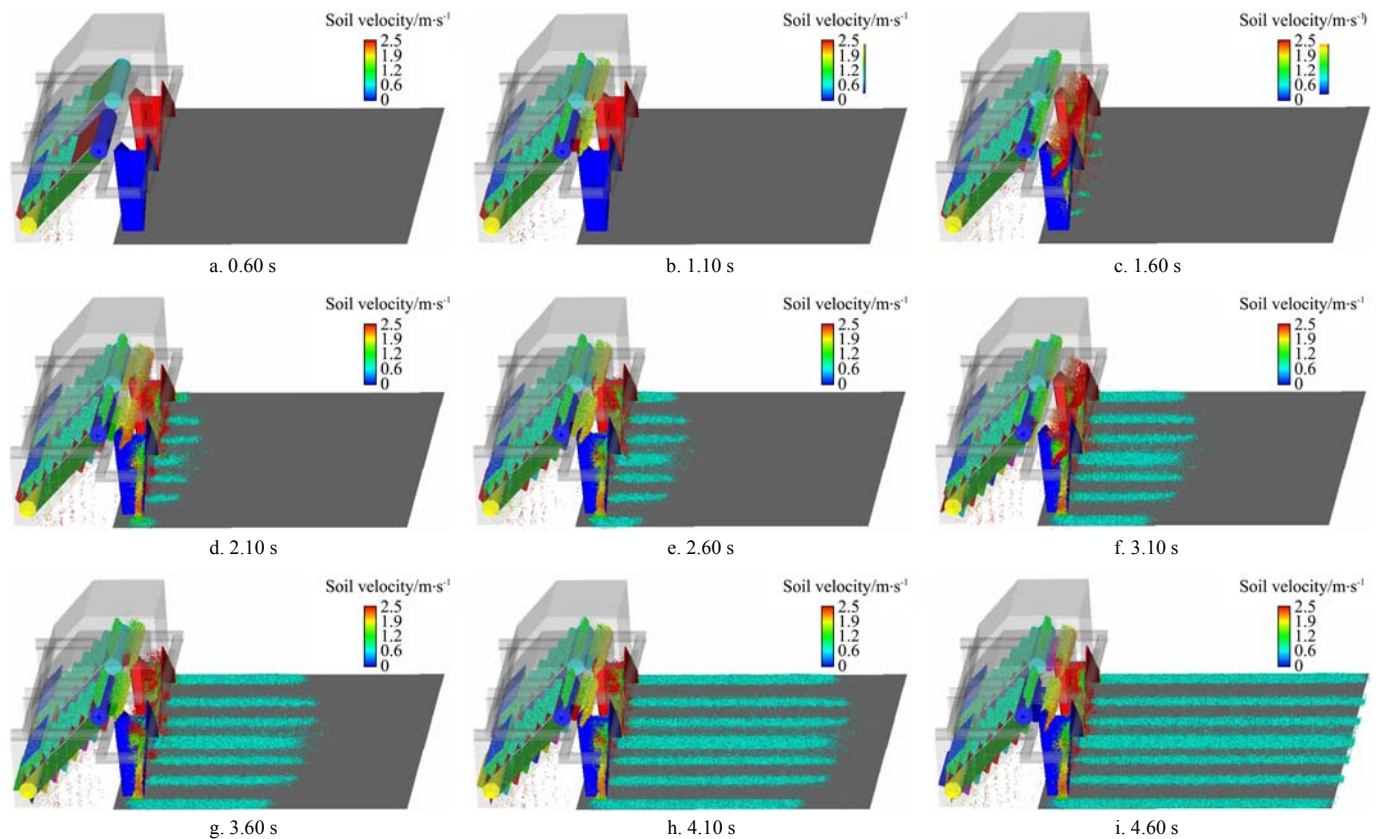 Soil velocity/m·s⁻¹
2.5
1.9
1.2
0.6
0
a. 0.60 s
Soil velocity/m·s⁻¹
2.5
1.9
1.2
0.6
0
b. 1.10 s
Soil velocity/m·s⁻¹)
2.5
1.9
1.2
0.6
0
c. 1.60 s
Soil velocity/m·s⁻¹
2.5
1.9
1.2
0.6
0
d. 2.10 s
Soil velocity/m·s⁻¹
2.5
1.9
1.2
0.6
0
e. 2.60 s
Soil velocity/m·s⁻¹
2.5
1.9
1.2
0.6
0
f. 3.10 s
Soil velocity/m·s⁻¹
2.5
1.9
1.2
0.6
0
g. 3.60 s
Soil velocity/m·s⁻¹
2.5
1.9
1.2
0.6
0
h. 4.10 s
Soil velocity/m·s⁻¹
2.5
1.9
1.2
0.6
0
i. 4.60 s